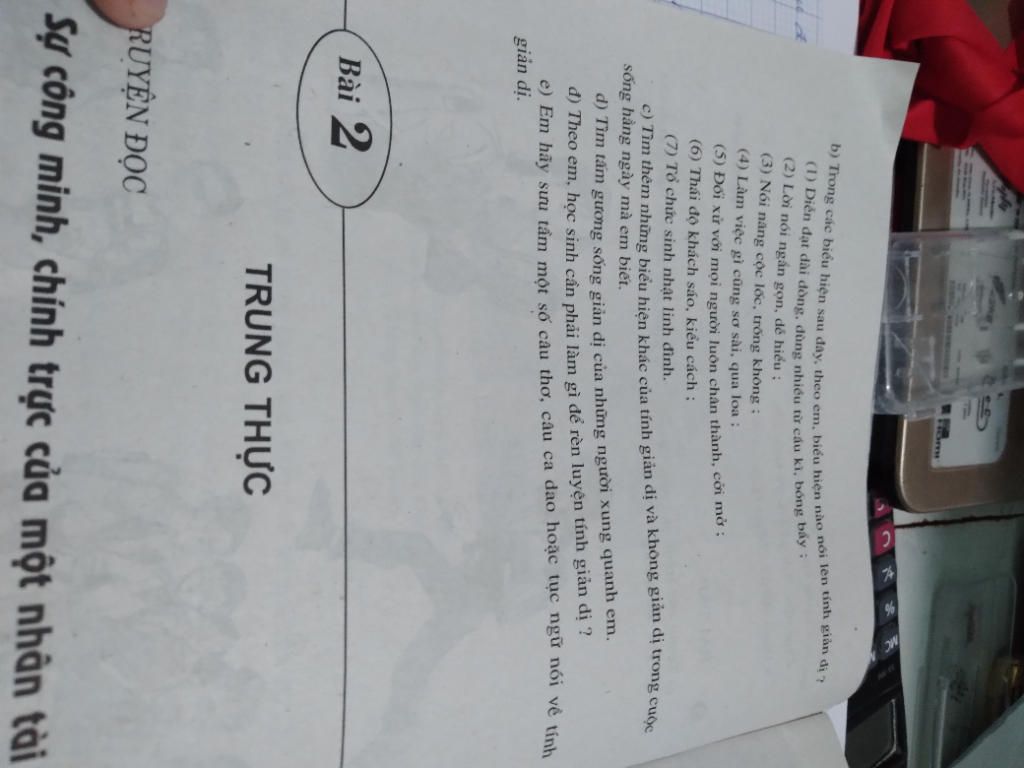 b) Trong các biểu hiện sau đây, theo em, biểu hiện nào nói lên tính giản dị ?
(1) Diễn đạt dài dòng, dùng nhiều từ cầu kì, bóng bẩy ;
(2) Lời nói ngắn gọn, dễ hiểu ;
(3) Nói năng cộc lốc, trống không ;
(4) Làm việc gì cũng sơ sài, qua loa ;
(5) Đối xử với mọi người luôn chân thành, cởi mở ;
(6) Thái độ khách sáo, kiểu cách ;
(7) Tổ chức sinh nhật linh đình.
c) Tìm thêm những biểu hiện khác của tính giản dị và không giản dị trong cuộc
sống hằng ngày mà em biết.
d) Tìm tấm gương sống giản dị của những người xung quanh em.
đ) Theo em, học sinh cần phải làm gì để rèn luyện tính giản dị ?
e) Em hãy sưu tầm một số câu thơ, câu ca dao hoặc tục ngữ nói về tính
giản dị.
Bài 2
TRUNG THỰC
RUYỆN ĐỌC
Sự công minh, chính trực của một nhân tài
HDMI
MC
%
+/-
C